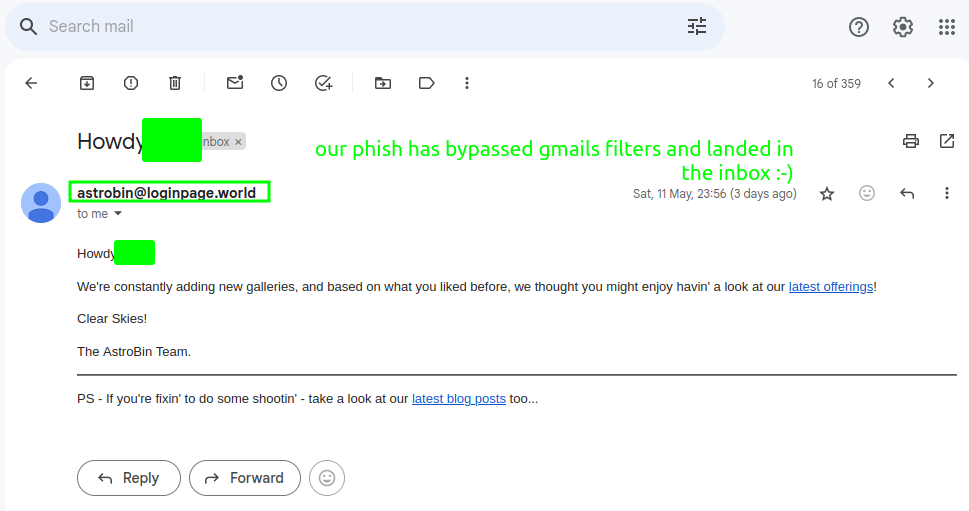 Search mail
16 of 359
Howdy
nbox ×
our phish has bypassed gmails filters and landed in
the inbox :-)
astrobin@loginpage.world
Sat, 11 May, 23:56 (3 days ago)
to me
Howdy
We're constantly adding new galleries, and based on what you liked before, we thought you might enjoy havin' a look at our latest offerings!
Clear Skies!
The AstroBin Team.
PS - If you're fixin' to do some shootin' - take a look at our latest blog posts too...
Reply
Forward